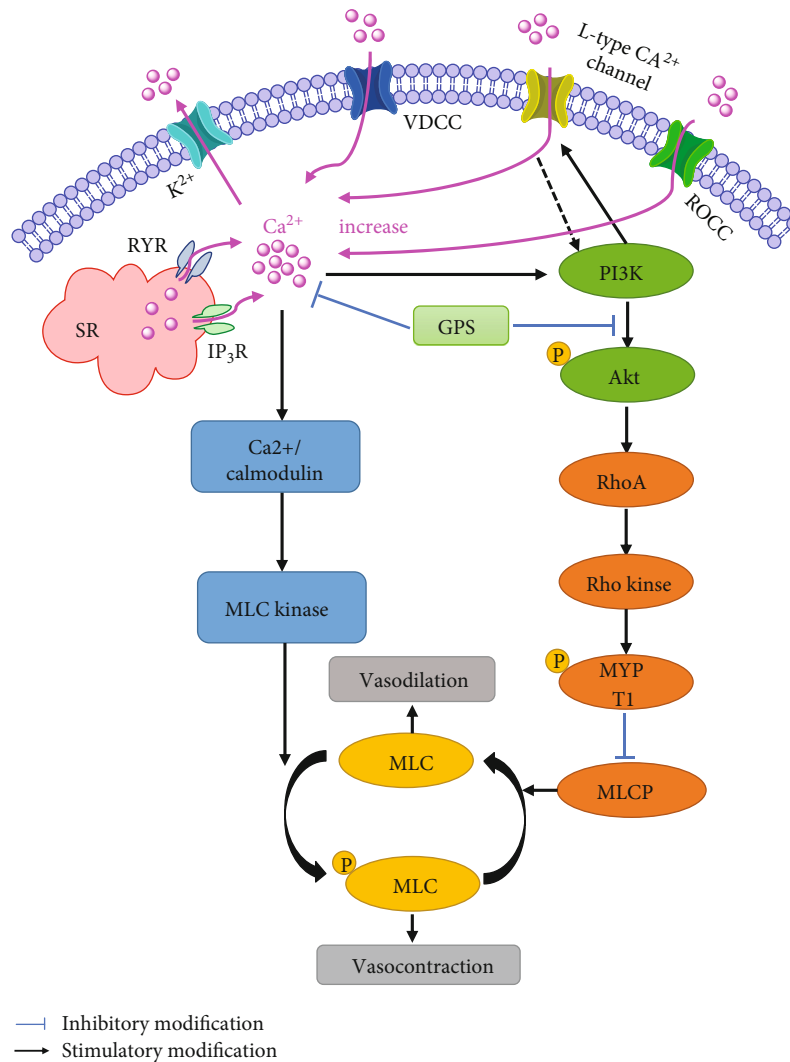 L-type CA²⁺
channel
VDCC
K²⁺
ROCC
Ca²⁺ increase
RYR
SR
IP₃R
PI3K
GPS
P
Akt
Ca2+/
calmodulin
RhoA
MLC kinase
Rho kinse
P
MYP
T1
Vasodilation
MLC
MLCP
P
MLC
Vasocontraction
Inhibitory modification
Stimulatory modification